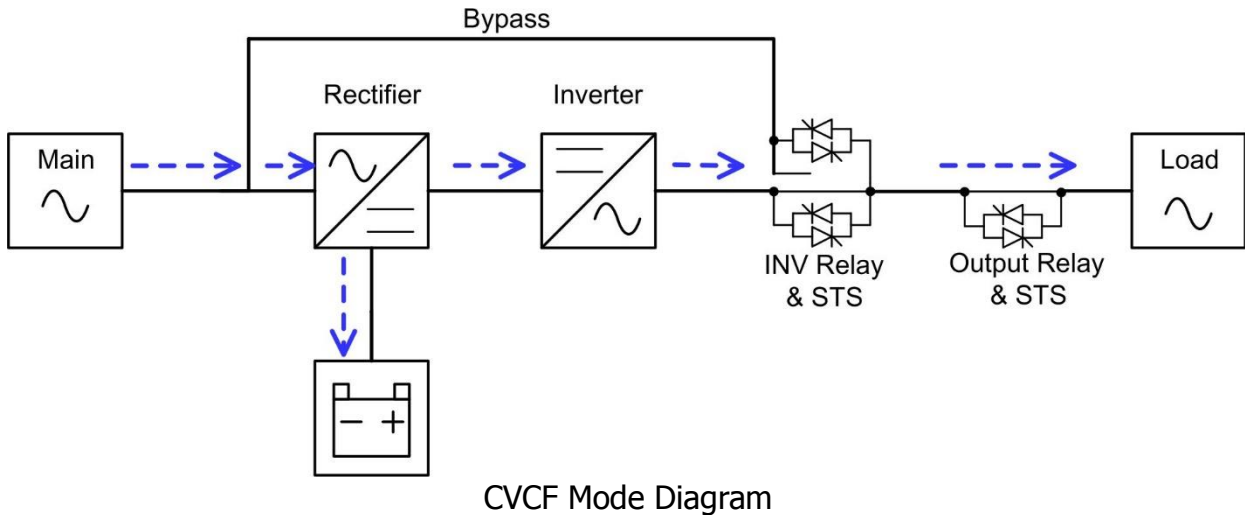 Bypass
Rectifier
Inverter
Main
Load
INV Relay
& STS
Output Relay
& STS
CVCF Mode Diagram